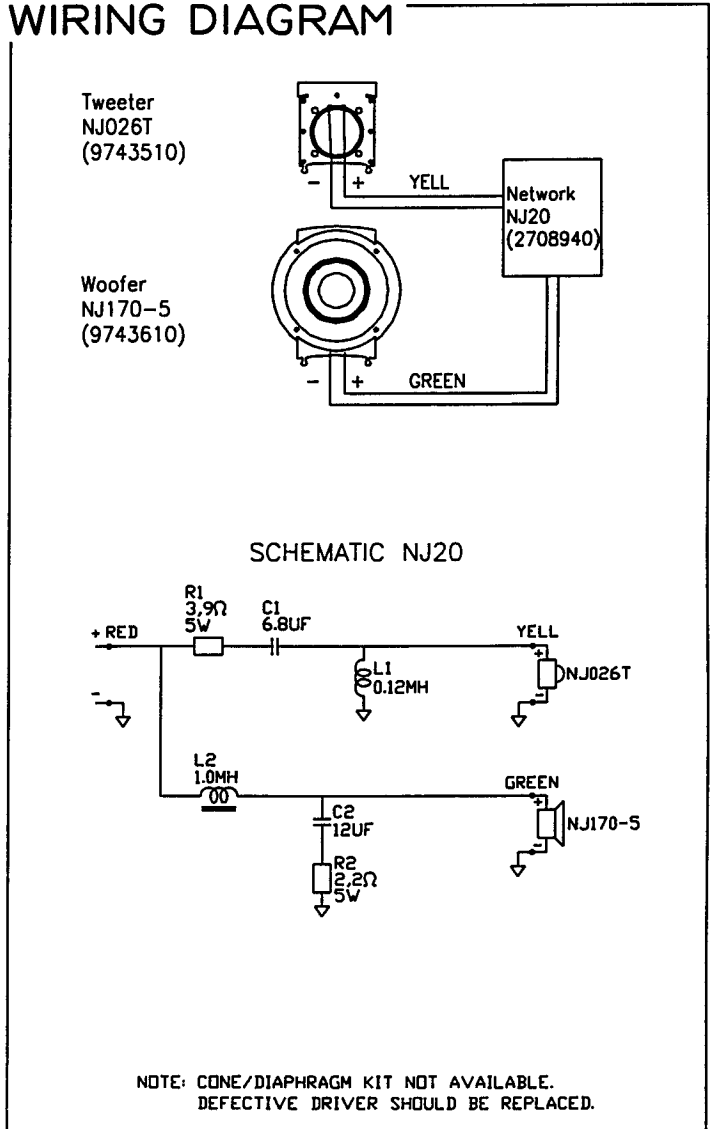 WIRING DIAGRAM
Tweeter
NJ026T
(9743510)
- +
YELL
Network
NJ20
(2708940)
Woofer
NJ170-5
(9743610)
- +
GREEN
SCHEMATIC NJ20
R1
3,9Ω
5W
C1
6.8UF
+ RED
-
L1
0.12MH
YELL
+
-
NJ026T
L2
1.0MH
C2
12UF
R2
2,2Ω
5W
GREEN
+
-
NJ170-5
NOTE: CONE/DIAPHRAGM KIT NOT AVAILABLE.
DEFECTIVE DRIVER SHOULD BE REPLACED.